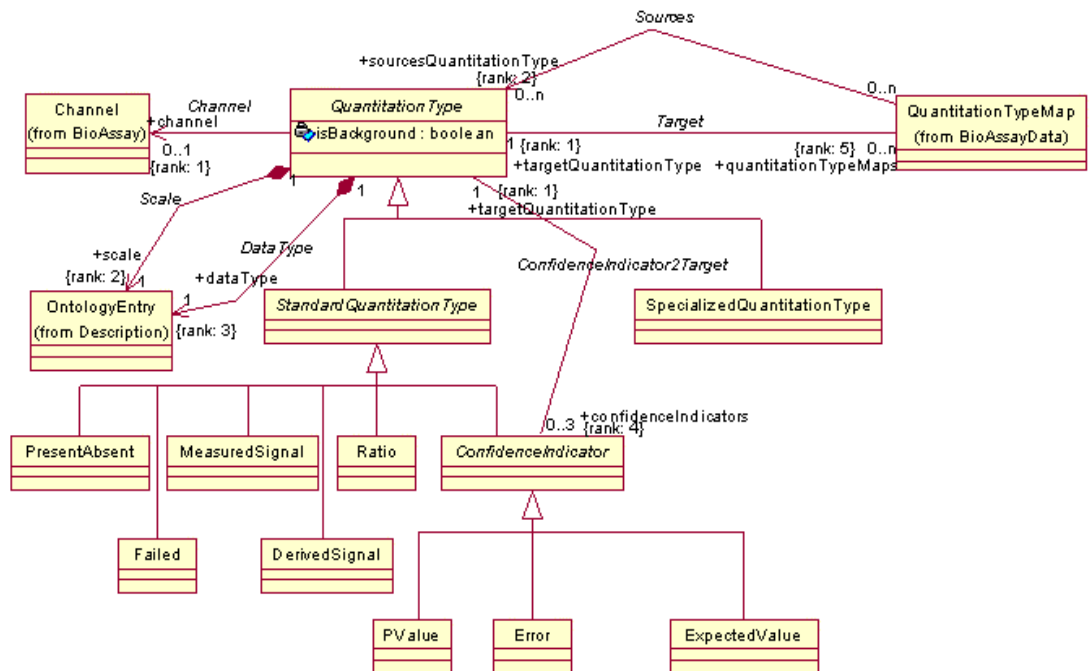 Sources
+sourcesQuantitationType
{rank: 2}
0..n
0..n
Channel
(from BioAssay)
Channel
+channel
0..1
{rank: 1}
QuantitationType
isBackground : boolean
Target
1
{rank: 1}
+targetQuantitationType
{rank: 5}
0..n
+quantitationTypeMaps
QuantitationTypeMap
(from BioAssayData)
1
Scale
+scale
{rank: 2}
1
1
DataType
+dataType
1
{rank: 3}
1
{rank: 1}
+targetQuantitationType
ConfidenceIndicator2Target
OntologyEntry
(from Description)
StandardQuantitationType
SpecializedQuantitationType
0..3
+confidenceIndicators
{rank: 4}
PresentAbsent
MeasuredSignal
Ratio
ConfidenceIndicator
Failed
DerivedSignal
PValue
Error
ExpectedValue